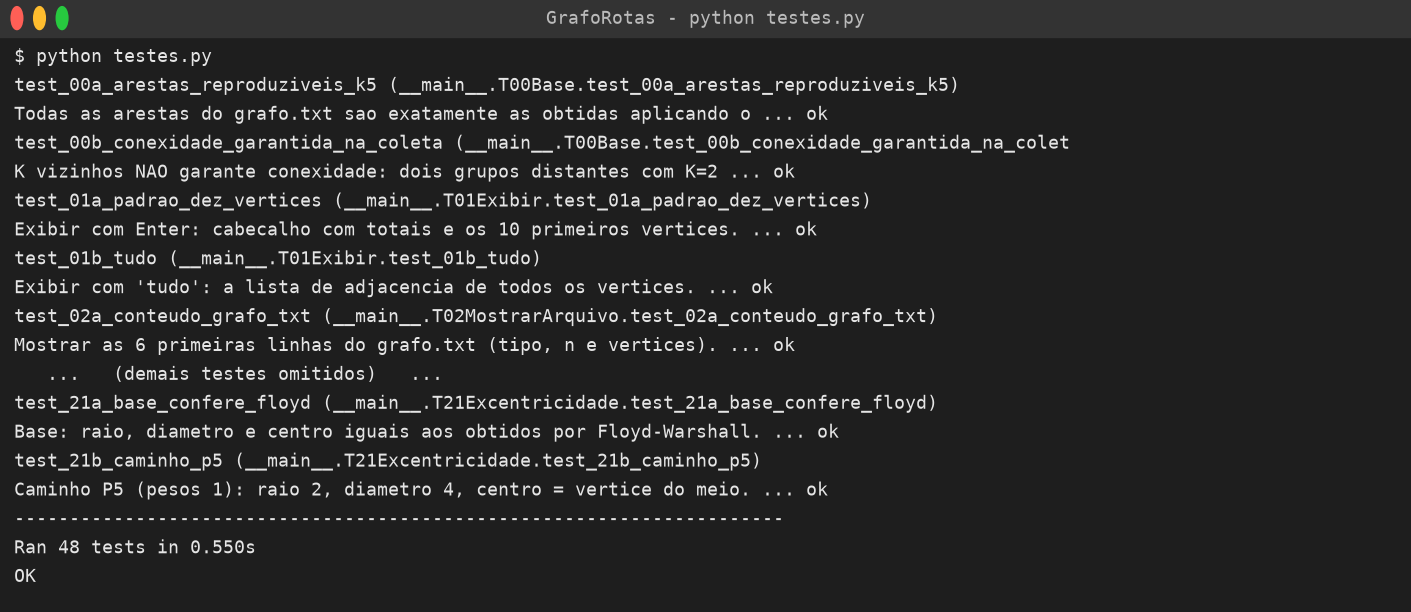 GrafoRotas - python testes.py
$ python testes.py
test_00a_arestas_reproduziveis_k5 (__main__.T00Base.test_00a_arestas_reproduziveis_k5)
Todas as arestas do grafo.txt sao exatamente as obtidas aplicando o ... ok
test_00b_conexidade_garantida_na_coleta (__main__.T00Base.test_00b_conexidade_garantida_na_colet
K vizinhos NAO garante conexidade: dois grupos distantes com K=2 ... ok
test_01a_padrao_dez_vertices (__main__.T01Exibir.test_01a_padrao_dez_vertices)
Exibir com Enter: cabecalho com totais e os 10 primeiros vertices. ... ok
test_01b_tudo (__main__.T01Exibir.test_01b_tudo)
Exibir com 'tudo': a lista de adjacencia de todos os vertices. ... ok
test_02a_conteudo_grafo_txt (__main__.T02MostrarArquivo.test_02a_conteudo_grafo_txt)
Mostrar as 6 primeiras linhas do grafo.txt (tipo, n e vertices). ... ok
   ...   (demais testes omitidos)   ...
test_21a_base_confere_floyd (__main__.T21Excentricidade.test_21a_base_confere_floyd)
Base: raio, diametro e centro iguais aos obtidos por Floyd-Warshall. ... ok
test_21b_caminho_p5 (__main__.T21Excentricidade.test_21b_caminho_p5)
Caminho P5 (pesos 1): raio 2, diametro 4, centro = vertice do meio. ... ok
----------------------------------------------------------------------
Ran 48 tests in 0.550s
OK